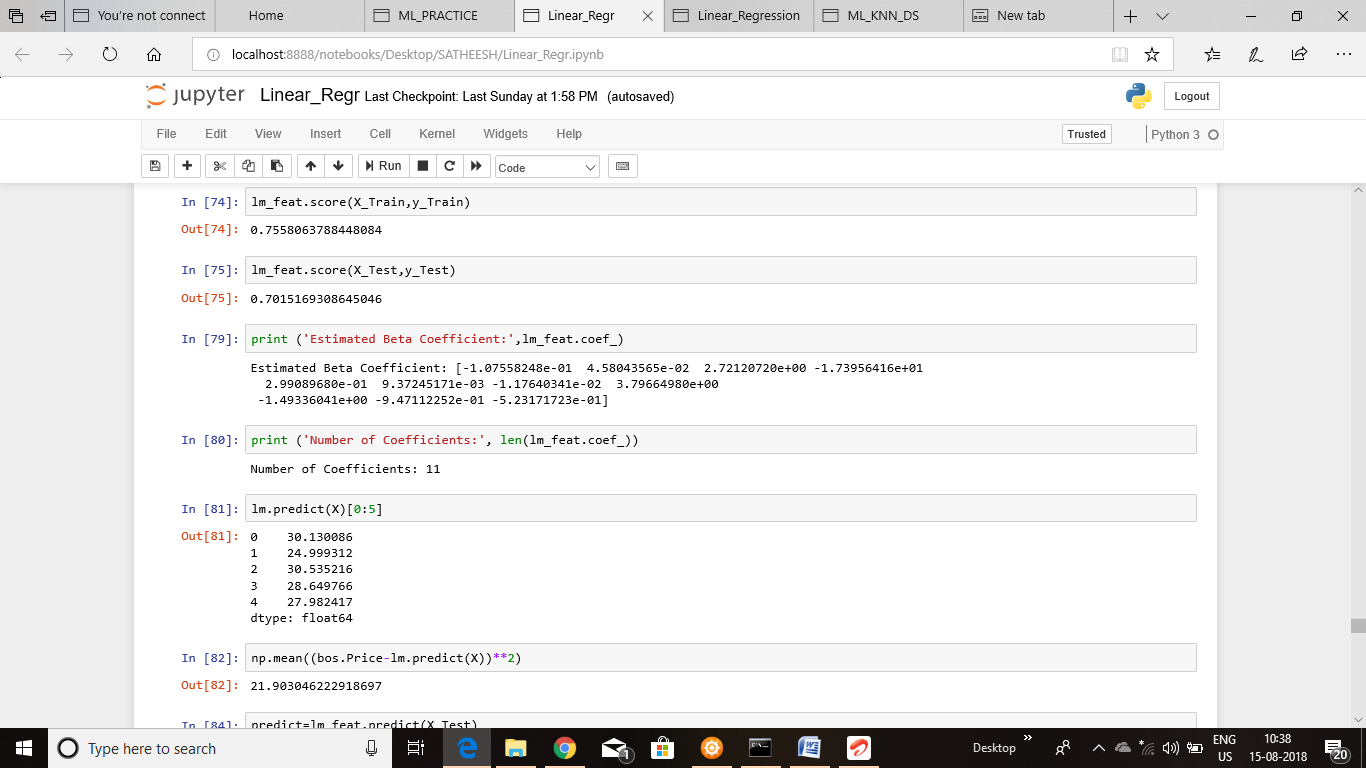 You're not connect
Home
ML_PRACTICE
Linear_Regr
Linear_Regression
ML_KNN_DS
New tab
localhost:8888/notebooks/Desktop/SATHEESH/Linear_Regr.ipynb
jupyter Linear_Regr Last Checkpoint: Last Sunday at 1:58 PM (autosaved)
Logout
File Edit View Insert Cell Kernel Widgets Help
Trusted
Python 3
Run
Code
In [74]: lm_feat.score(X_Train,y_Train)
Out[74]: 0.7558063788448084
In [75]: lm_feat.score(X_Test,y_Test)
Out[75]: 0.7015169308645046
In [79]: print ('Estimated Beta Coefficient:',lm_feat.coef_)
Estimated Beta Coefficient: [-1.07558248e-01  4.58043565e-02  2.72120720e+00 -1.73956416e+01
2.99089680e-01  9.37245171e-03 -1.17640341e-02  3.79664980e+00
-1.49336041e+00 -9.47112252e-01 -5.23171723e-01]
In [80]: print ('Number of Coefficients:', len(lm_feat.coef_))
Number of Coefficients: 11
In [81]: lm.predict(X)[0:5]
Out[81]: 0    30.130086
1    24.999312
2    30.535216
3    28.649766
4    27.982417
dtype: float64
In [82]: np.mean((bos.Price-lm.predict(X))**2)
Out[82]: 21.903046222918697
In [84]: predict=lm_feat.predict(X_Test)
Type here to search
1
Desktop
»
ENG
US
10:38
15-08-2018
20